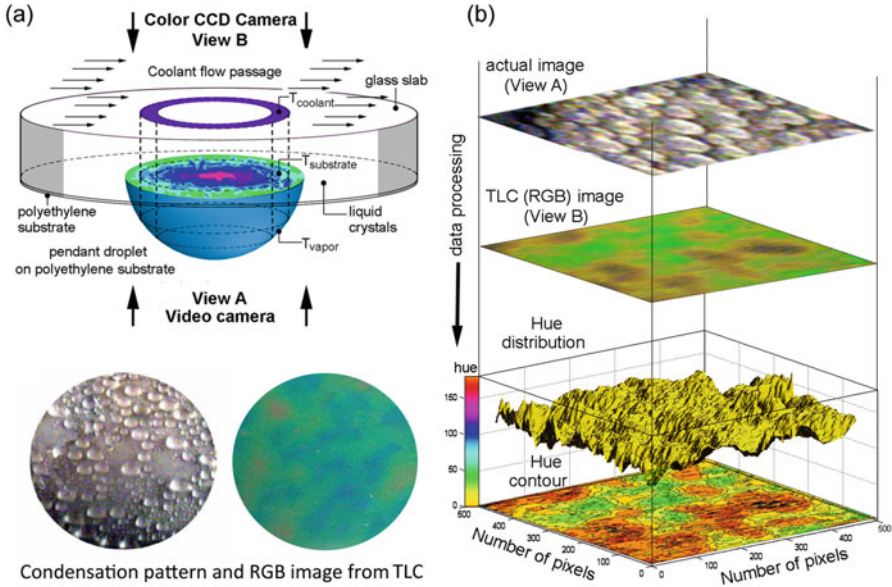 (a)
Color CCD Camera
View B
Coolant flow passage
glass slab
Tcoolant
Tsubstrate
polyethylene
substrate
liquid
crystals
Tvapor
pendant droplet
on polyethylene substrate
View A
Video camera
Condensation pattern and RGB image from TLC
(b)
actual image
(View A)
TLC (RGB) image
(View B)
data processing
Hue
distribution
hue
150
100
50
0
Hue
contour
500
400
300
200
100
0
Number of pixels
0
100
200
300
400
500
Number of pixels